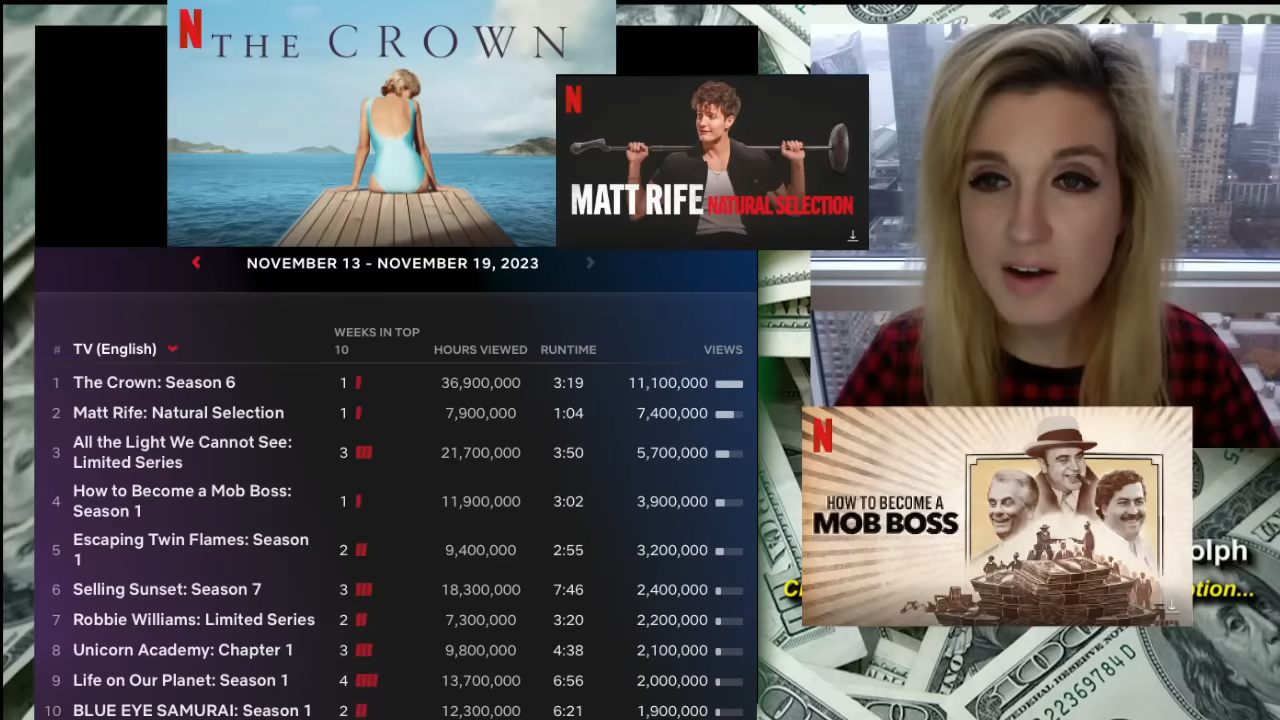 N THE CROWN
N
MATT RIFE NATURAL SELECTION
NOVEMBER 13 - NOVEMBER 19, 2023
# TV (English) WEEKS IN TOP 10 HOURS VIEWED RUNTIME VIEWS
1 The Crown: Season 6 1 36,900,000 3:19 11,100,000
2 Matt Rife: Natural Selection 1 7,900,000 1:04 7,400,000
3 All the Light We Cannot See: Limited Series 3 21,700,000 3:50 5,700,000
4 How to Become a Mob Boss: Season 1 1 11,900,000 3:02 3,900,000
5 Escaping Twin Flames: Season 1 2 9,400,000 2:55 3,200,000
6 Selling Sunset: Season 7 3 18,300,000 7:46 2,400,000
7 Robbie Williams: Limited Series 2 7,300,000 3:20 2,200,000
8 Unicorn Academy: Chapter 1 3 9,800,000 4:38 2,100,000
9 Life on Our Planet: Season 1 4 13,700,000 6:56 2,000,000
10 BLUE EYE SAMURAI: Season 1 2 12,300,000 6:21 1,900,000
N
HOW TO BECOME A
MOB BOSS
olph
tion...